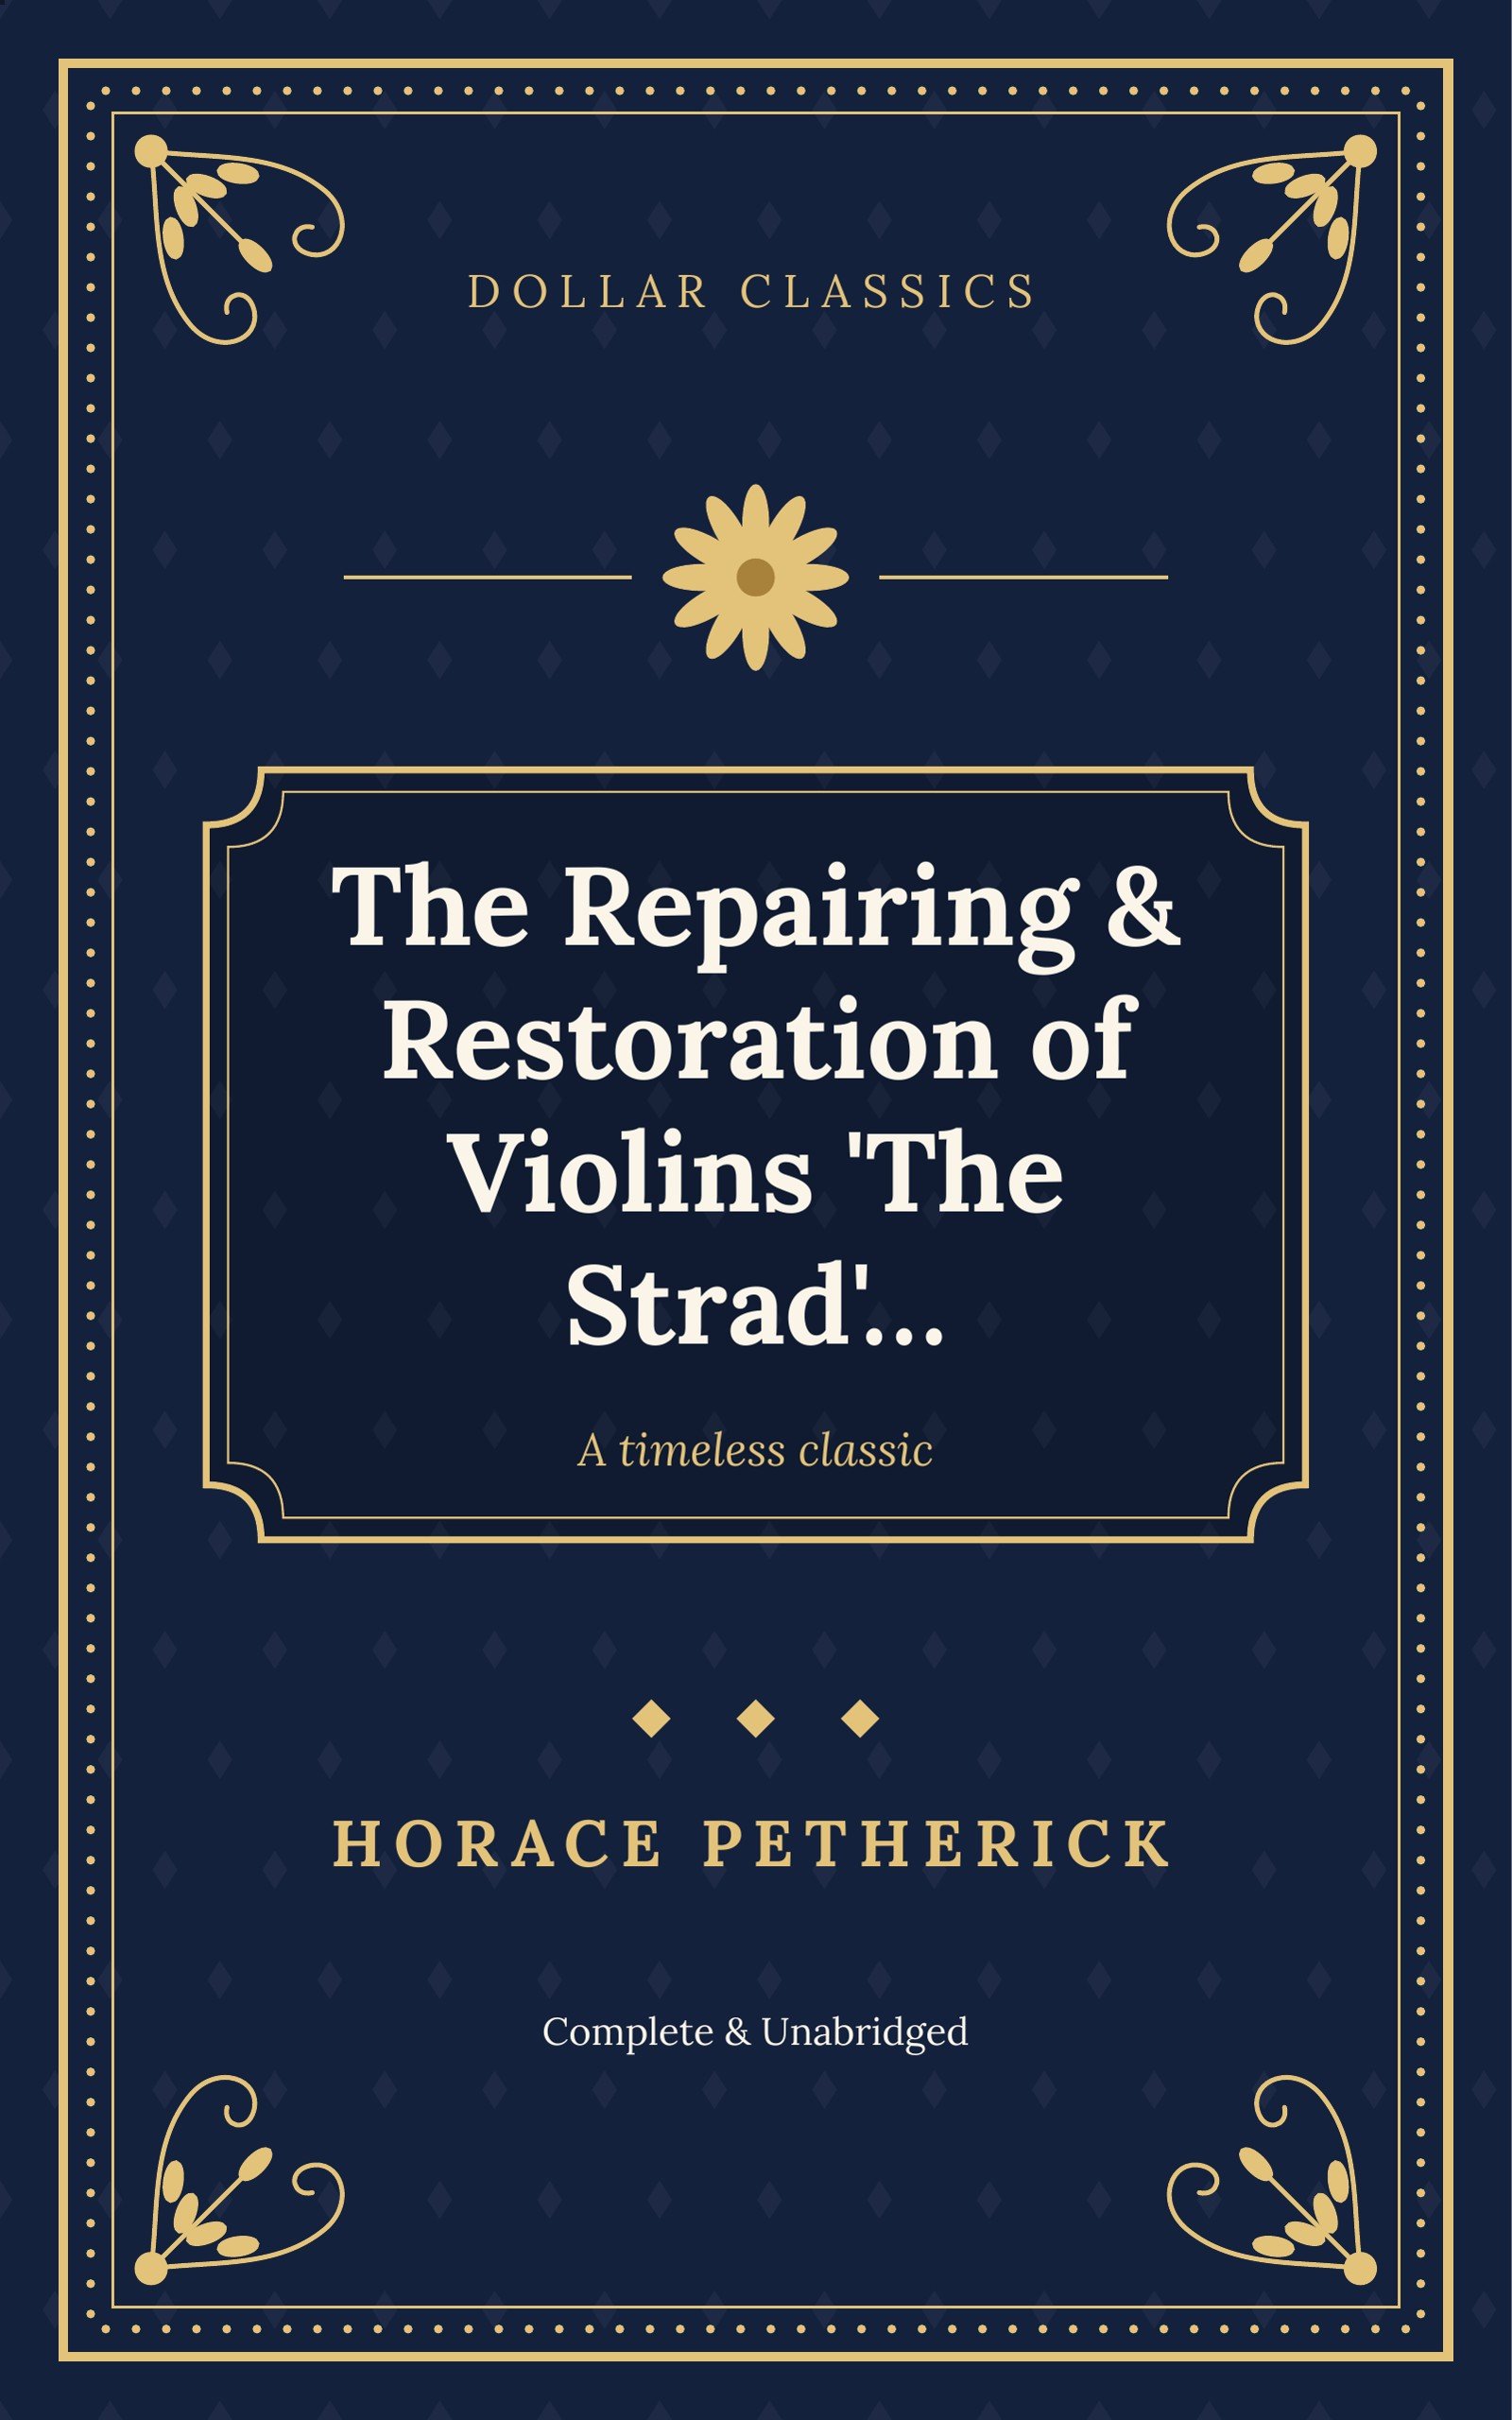 DOLLAR CLASSICS
The Repairing &
Restoration of
Violins 'The
Strad'...
A timeless classic
HORACE PETHERICK
Complete & Unabridged